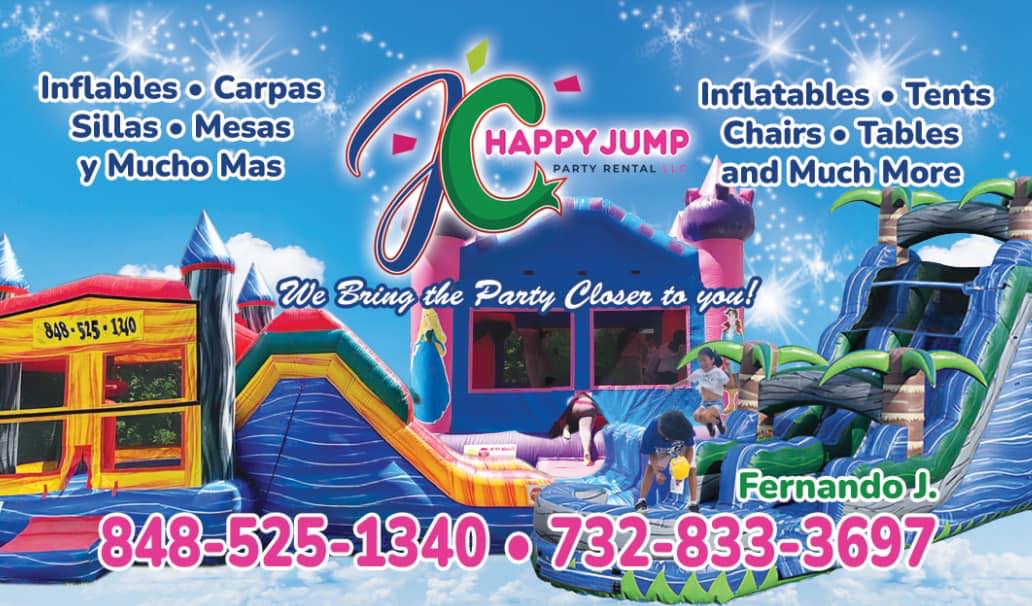 Inflables • Carpas
Sillas • Mesas
y Mucho Mas
JC
HAPPY JUMP
PARTY RENTAL LLC
Inflatables • Tents
Chairs • Tables
and Much More
We Bring the Party Closer to you!
848-525-1340
Fernando J.
848-525-1340 • 732-833-3697